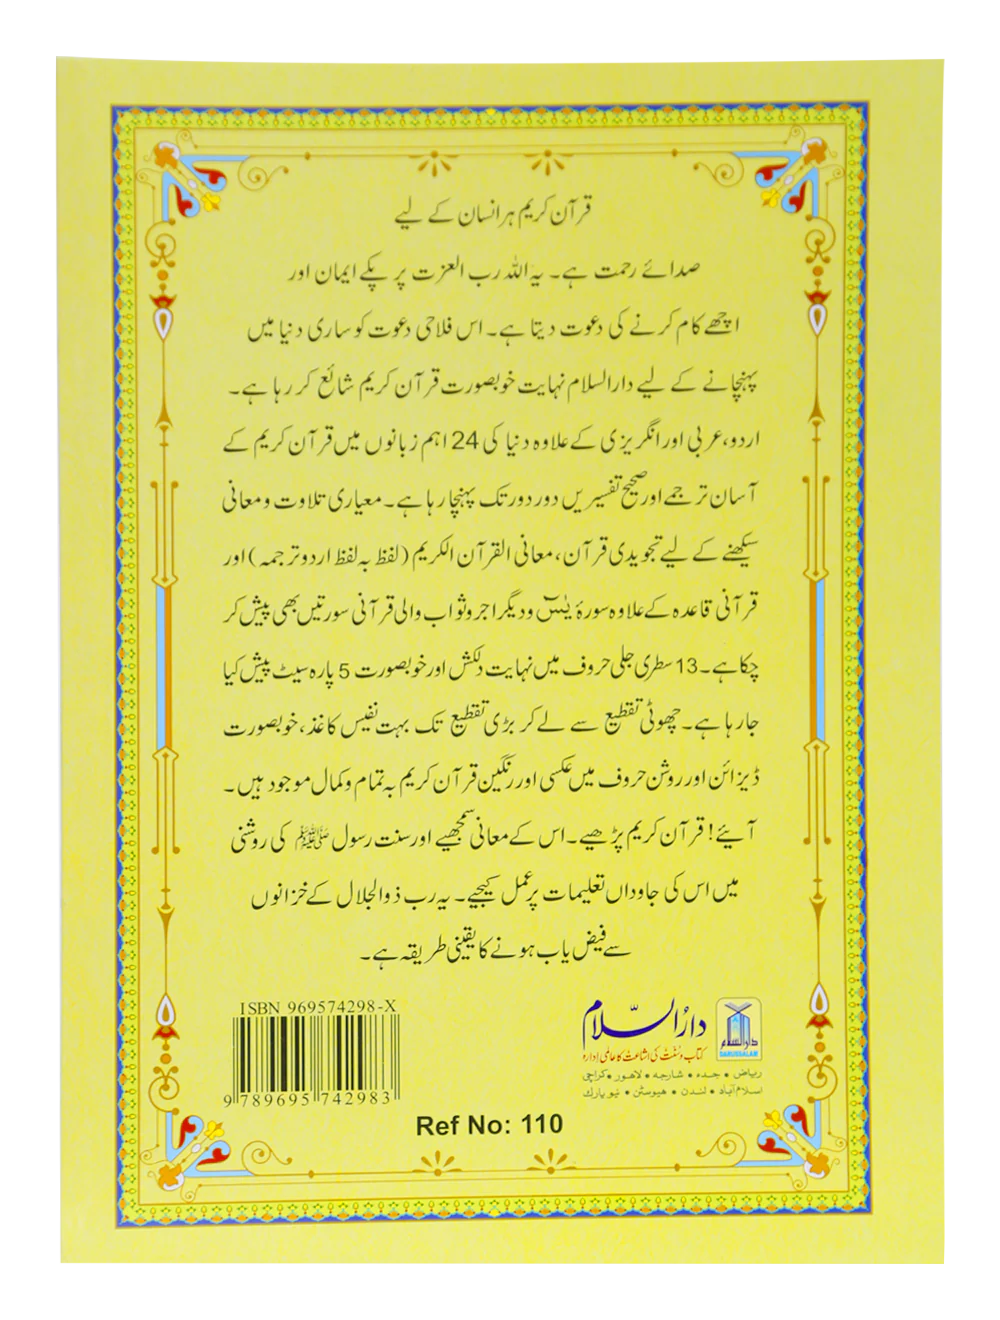 قرآن کریم ہر انسان کے لیے
صدائے رحمت ہے۔ یہ اللہ رب العزت پر پکے ایمان اور
اچھے کام کرنے کی دعوت دیتا ہے۔ اس فلاحی دعوت کو ساری دنیا میں
پہنچانے کے لیے دارالسلام نہایت خوبصورت قرآن کریم شائع کر رہا ہے۔
اردو، عربی اور انگریزی کے علاوہ دنیا کی 24 اہم زبانوں میں قرآن کریم کے
آسان ترجمے اور صحیح تفسیریں دور دور تک پہنچا رہا ہے۔ معیاری تلاوت و معانی
سیکھنے کے لیے تجویدی قرآن، معانی القرآن الکریم (لفظ بہ لفظ اردو ترجمہ) اور
قرآنی قاعدہ کے علاوہ سورۂ یٰسٓ و دیگر اجر و ثواب والی قرآنی سورتیں بھی پیش کر
چکا ہے۔ 13 سطری جلی حروف میں نہایت دلکش اور خوبصورت 5 پارہ سیٹ پیش کیا
جا رہا ہے۔ چھوٹی تقطیع سے لے کر بڑی تقطیع تک بہت نفیس کاغذ، خوبصورت
ڈیزائن اور روشن حروف میں عکسی اور رنگین قرآن کریم بہ تمام و کمال موجود ہیں۔
آیئے! قرآن کریم پڑھیے۔ اس کے معانی سمجھیے اور سنت رسول ﷺ کی روشنی
میں اس کی جاوداں تعلیمات پر عمل کیجیے۔ یہ رب ذوالجلال کے خزانوں
سے فیض یاب ہونے کا یقینی طریقہ ہے۔
ISBN 969574298-X
9 789695 742983
دارالسلام
کتاب و سنت کی اشاعت کا عالمی ادارہ
ریاض • جدہ • شارجہ • لاہور • کراچی
اسلام آباد • لندن • ہیوسٹن • نیو یارک
دارالسلام
DARUSSALAM
Ref No: 110